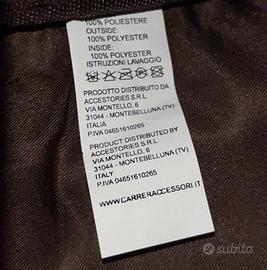 100% POLIESTERE
OUTSIDE:
100% POLYESTER
INSIDE:
100% POLYESTER
ISTRUZIONI LAVAGGIO
PRODOTTO DISTRIBUITO DA
ACCESTORIES S.R.L
VIA MONTELLO, 6
31044 - MONTEBELLUNA (TV)
ITALIA
P.IVA 04651610265
PRODUCT DISTRIBUTED BY
ACCESTORIES S.R.L
VIA MONTELLO, 6
31044 - MONTEBELLUNA (TV)
ITALY
P.IVA 04651610265
WWW.CARRERACCESSORI.IT
subito